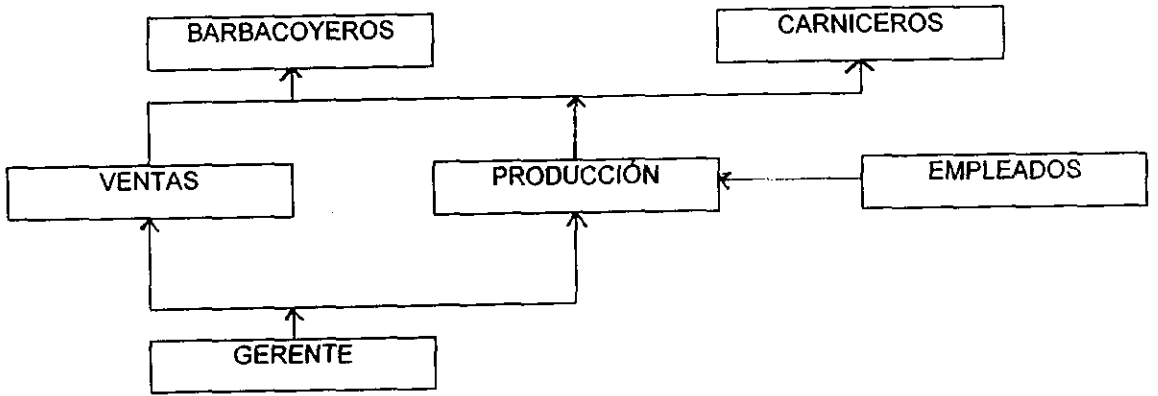 BARBACOYEROS
CARNICEROS
VENTAS
PRODUCCIÓN
EMPLEADOS
GERENTE